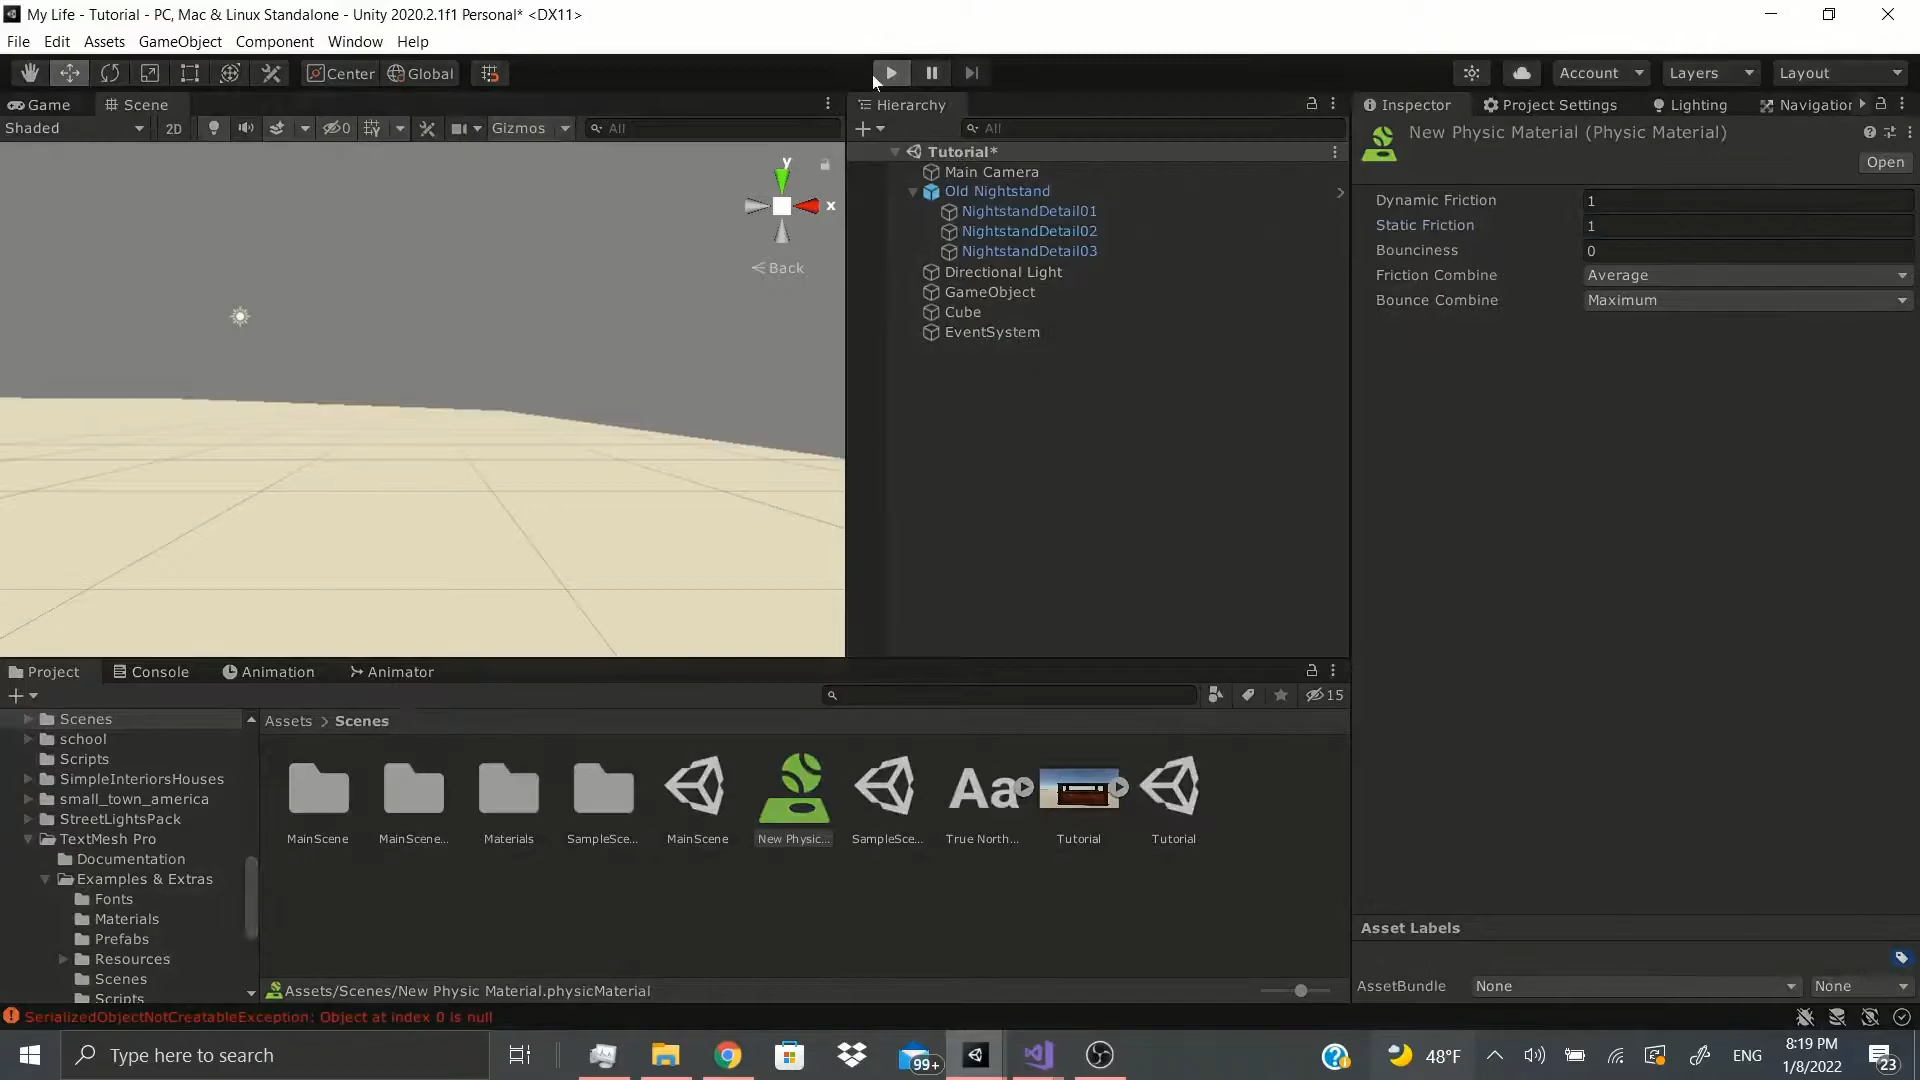 My Life - Tutorial - PC, Mac & Linux Standalone - Unity 2020.2.1f1 Personal* <DX11>
File Edit Assets GameObject Component Window Help
Center Global Account Layers Layout
Game Scene
Shaded 2D 0 Gizmos All
y
x
Back
Hierarchy
All
Tutorial*
Main Camera
Old Nightstand
NightstandDetail01
NightstandDetail02
NightstandDetail03
Directional Light
GameObject
Cube
EventSystem
Inspector Project Settings Lighting Navigation
New Physic Material (Physic Material)
Open
Dynamic Friction 1
Static Friction 1
Bounciness 0
Friction Combine Average
Bounce Combine Maximum
Project Console Animation Animator
15
Scenes
school
Scripts
SimpleInteriorsHouses
small_town_america
StreetLightsPack
TextMesh Pro
Documentation
Examples & Extras
Fonts
Materials
Prefabs
Resources
Scenes
Scripts
Assets > Scenes
Aa
MainScene MainScene... Materials SampleSce... MainScene New Physic... SampleSce... True North... Tutorial Tutorial
Assets/Scenes/New Physic Material.physicMaterial
Asset Labels
AssetBundle None None
SerializedObjectNotCreatableException: Object at index 0 is null
Type here to search
99+
48°F
ENG
8:19 PM
1/8/2022
23